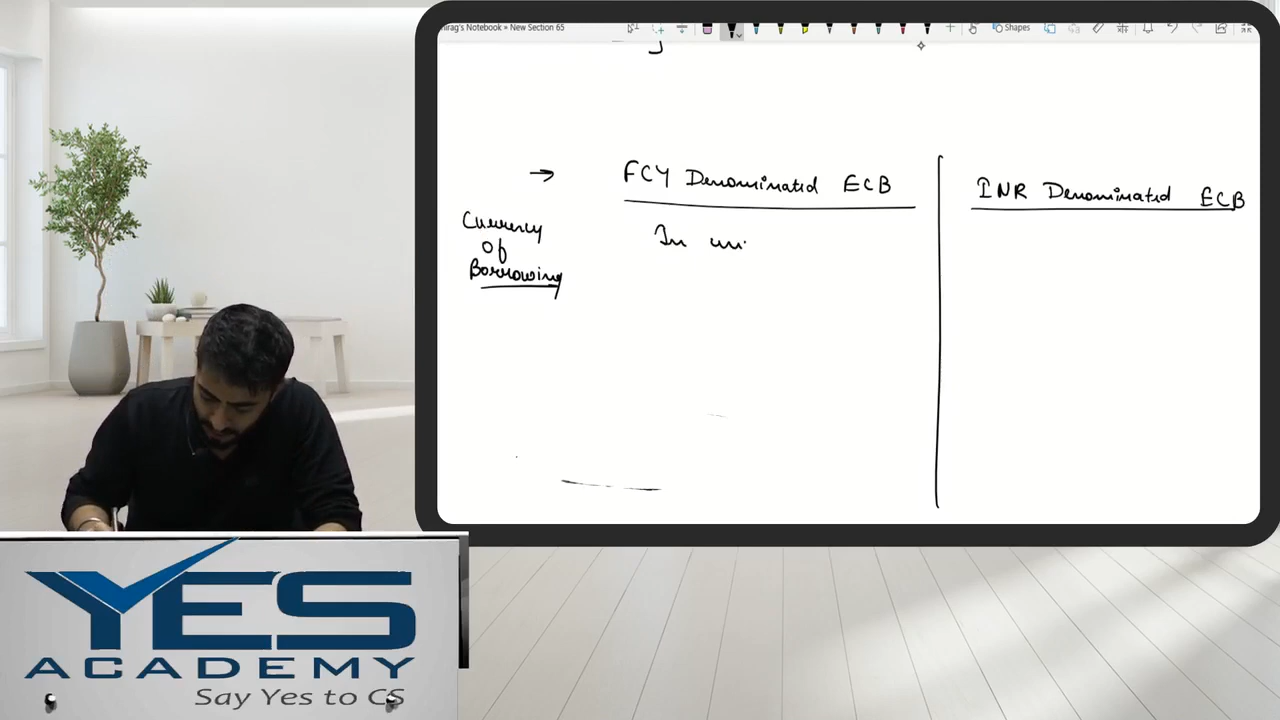 irag's Notebook » New Section 65
Shapes
→ FCY Denominated ECB
INR Denominated ECB
Currency
Of
Borrowing
In
YES
ACADEMY
Say Yes to CS